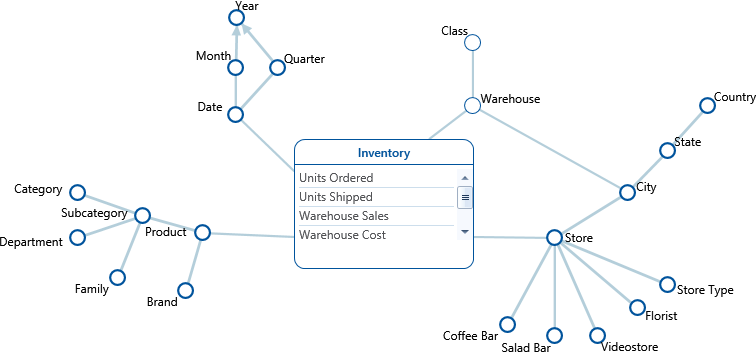 Year
Class
Month
Quarter
Date
Warehouse
Country
State
City
Inventory
Units Ordered
Units Shipped
Warehouse Sales
Warehouse Cost
Category
Subcategory
Product
Department
Family
Brand
Store
Store Type
Florist
Coffee Bar
Salad Bar
Videostore